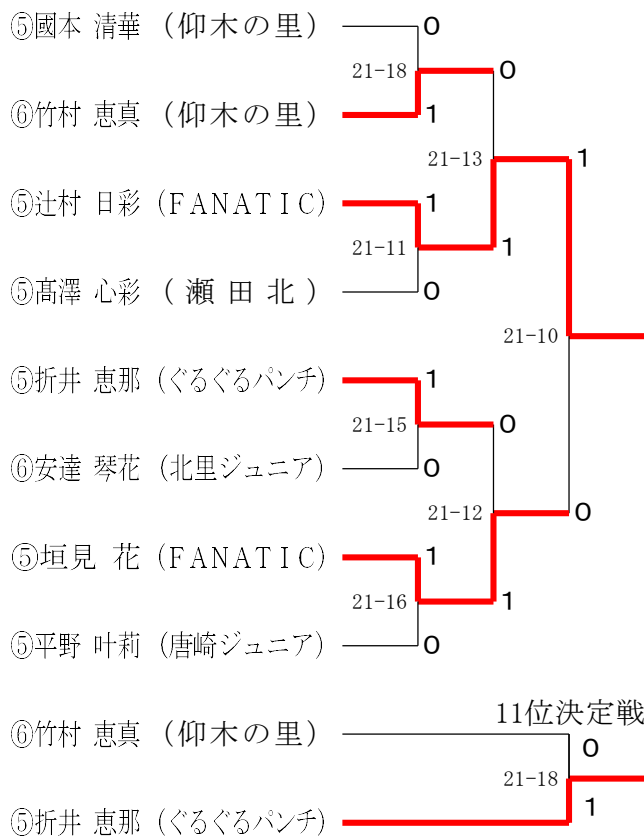 ⑤國本 清華 (仰木の里)
0
21-18
0
⑥竹村 恵真 (仰木の里)
1
21-13
1
⑤辻村 日彩 (FANATIC)
1
21-11
1
⑤髙澤 心彩 (瀬田北)
0
21-10
⑤折井 恵那 (ぐるぐるパンチ)
1
21-15
0
⑥安達 琴花 (北里ジュニア)
0
21-12
0
⑤垣見 花 (FANATIC)
1
21-16
1
⑤平野 叶莉 (唐崎ジュニア)
0
11位決定戦
⑥竹村 恵真 (仰木の里)
0
21-18
1
⑤折井 恵那 (ぐるぐるパンチ)